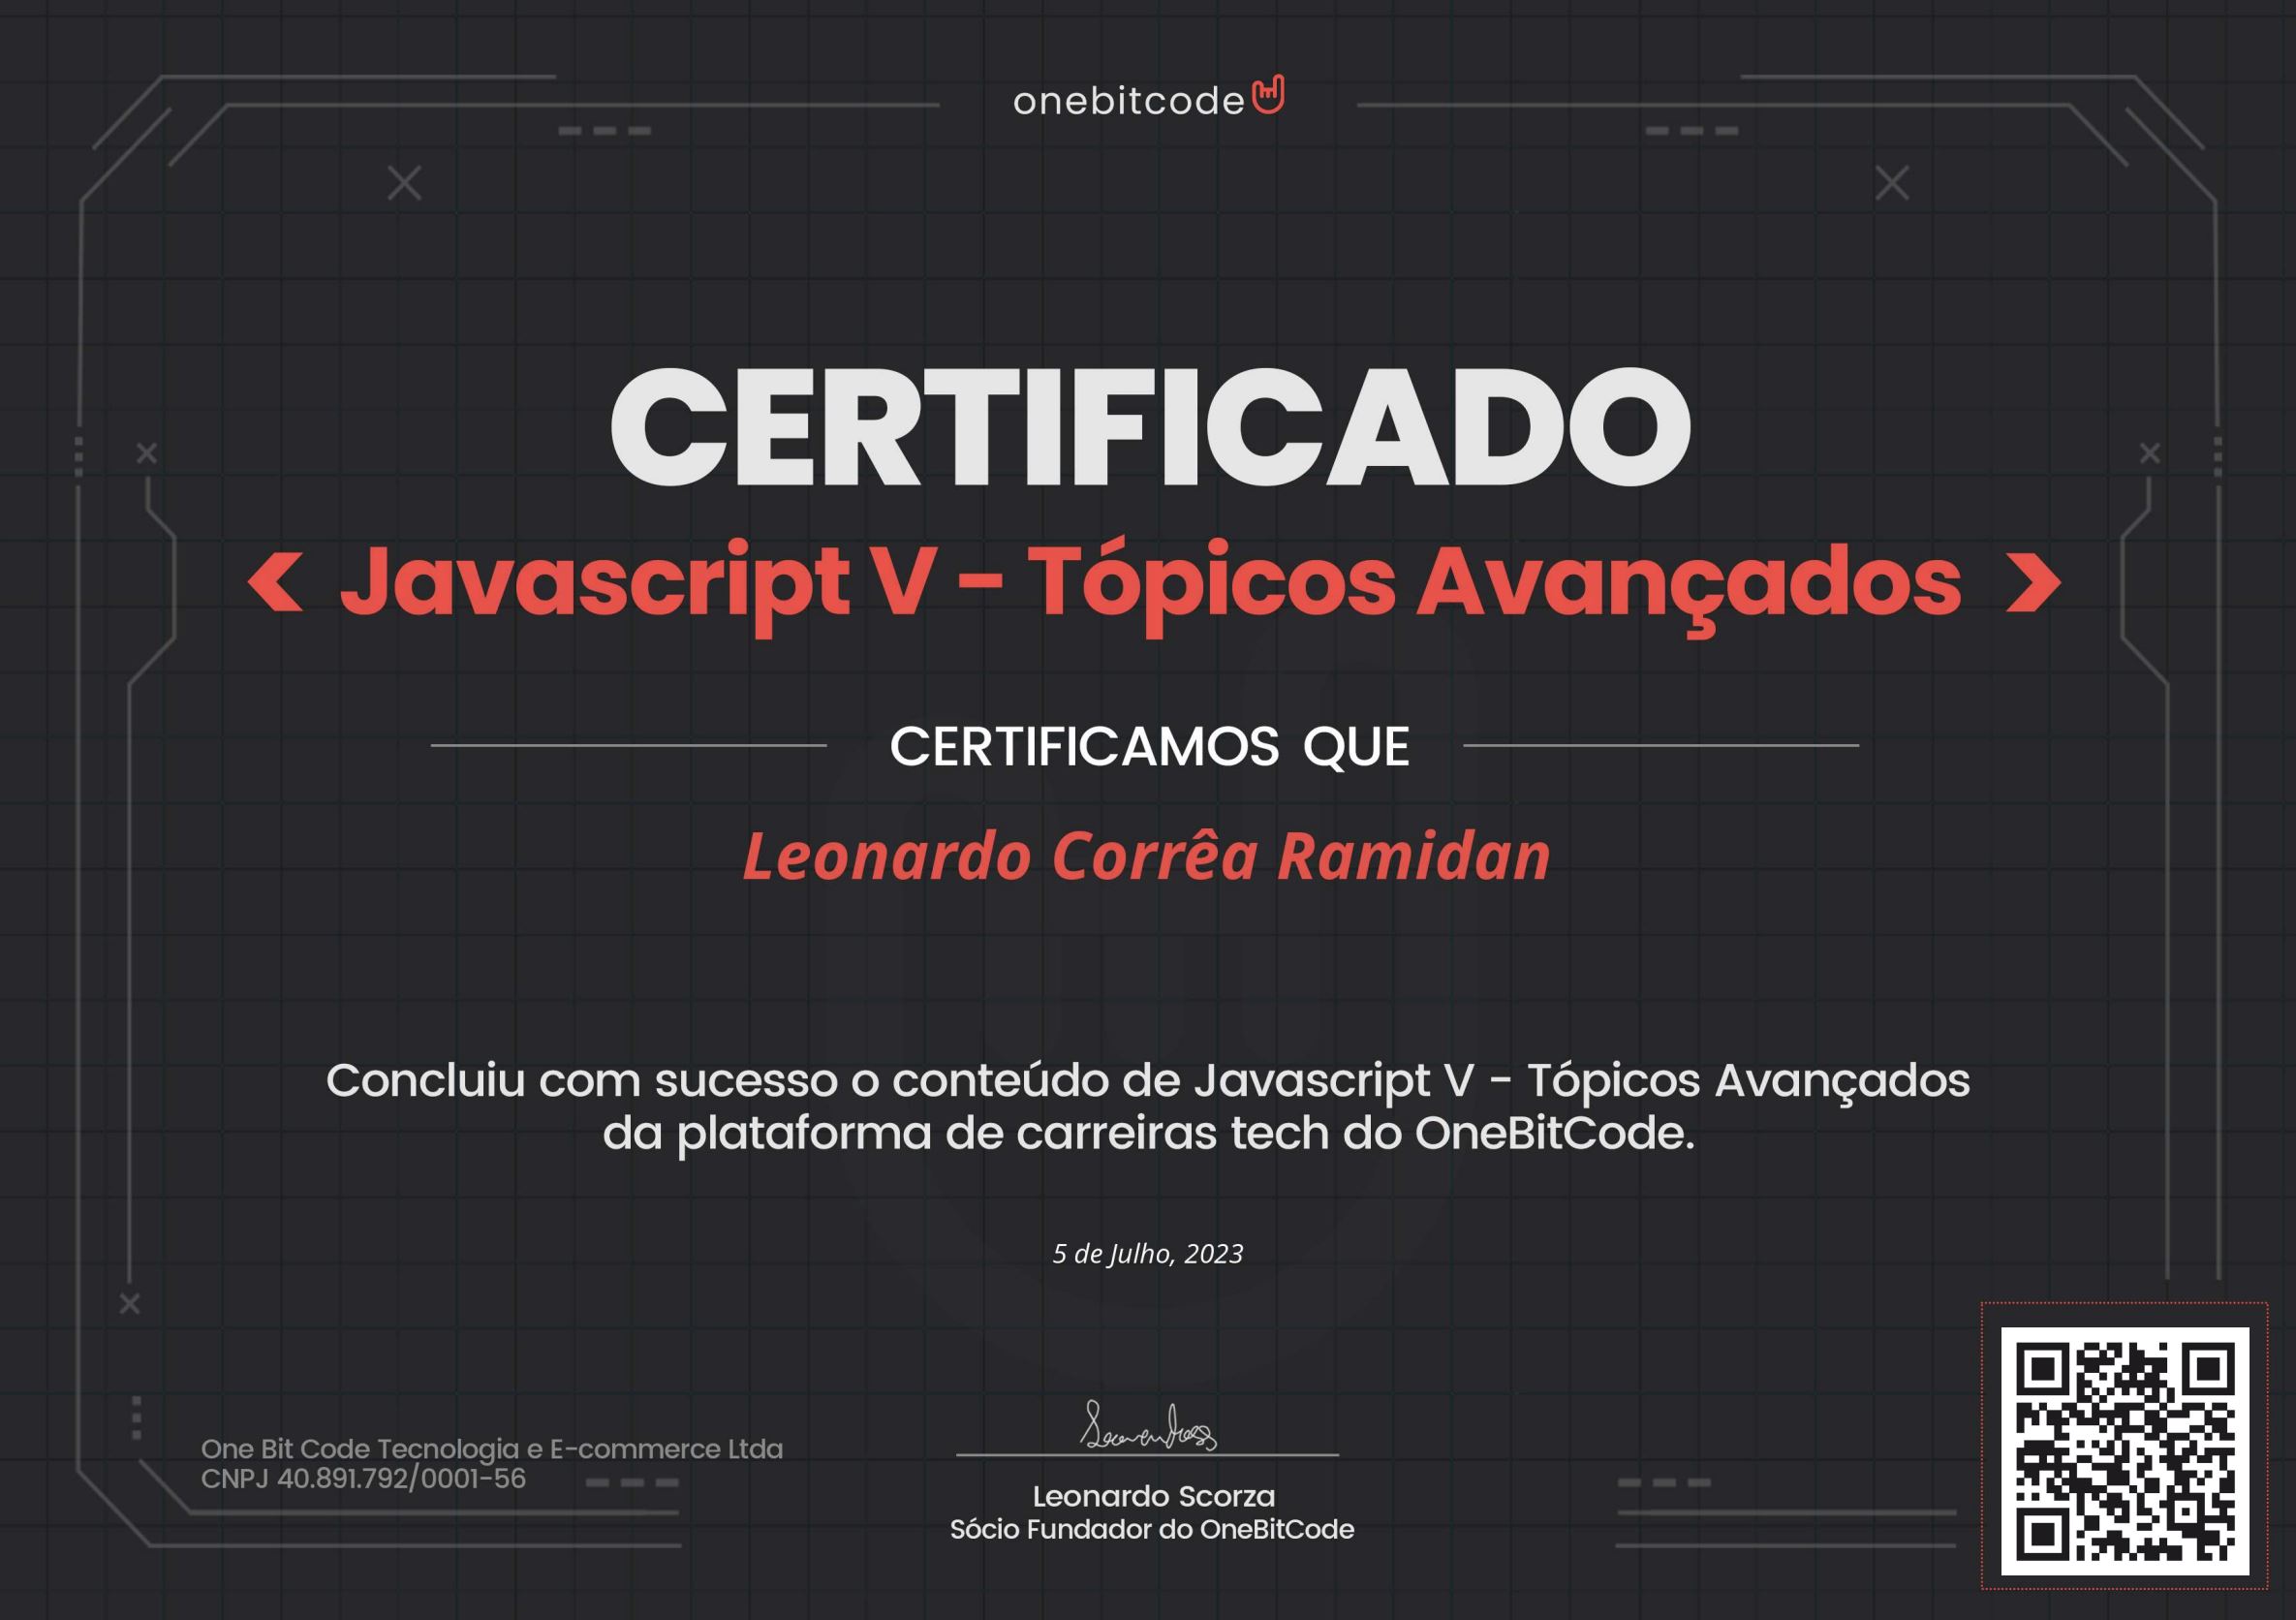 onebitcode
CERTIFICADO
< Javascript V - Tópicos Avançados >
CERTIFICAMOS QUE
Leonardo Corrêa Ramidan
Concluiu com sucesso o conteúdo de Javascript V - Tópicos Avançados
da plataforma de carreiras tech do OneBitCode.
5 de Julho, 2023
One Bit Code Tecnologia e E-commerce Ltda
CNPJ 40.891.792/0001-56
Leonardo Scorza
Sócio Fundador do OneBitCode